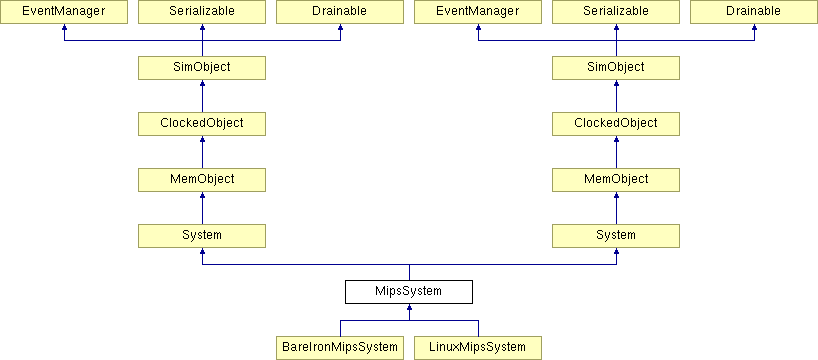 EventManager
Serializable
Drainable
EventManager
Serializable
Drainable
SimObject
SimObject
ClockedObject
ClockedObject
MemObject
MemObject
System
System
MipsSystem
BareIronMipsSystem
LinuxMipsSystem